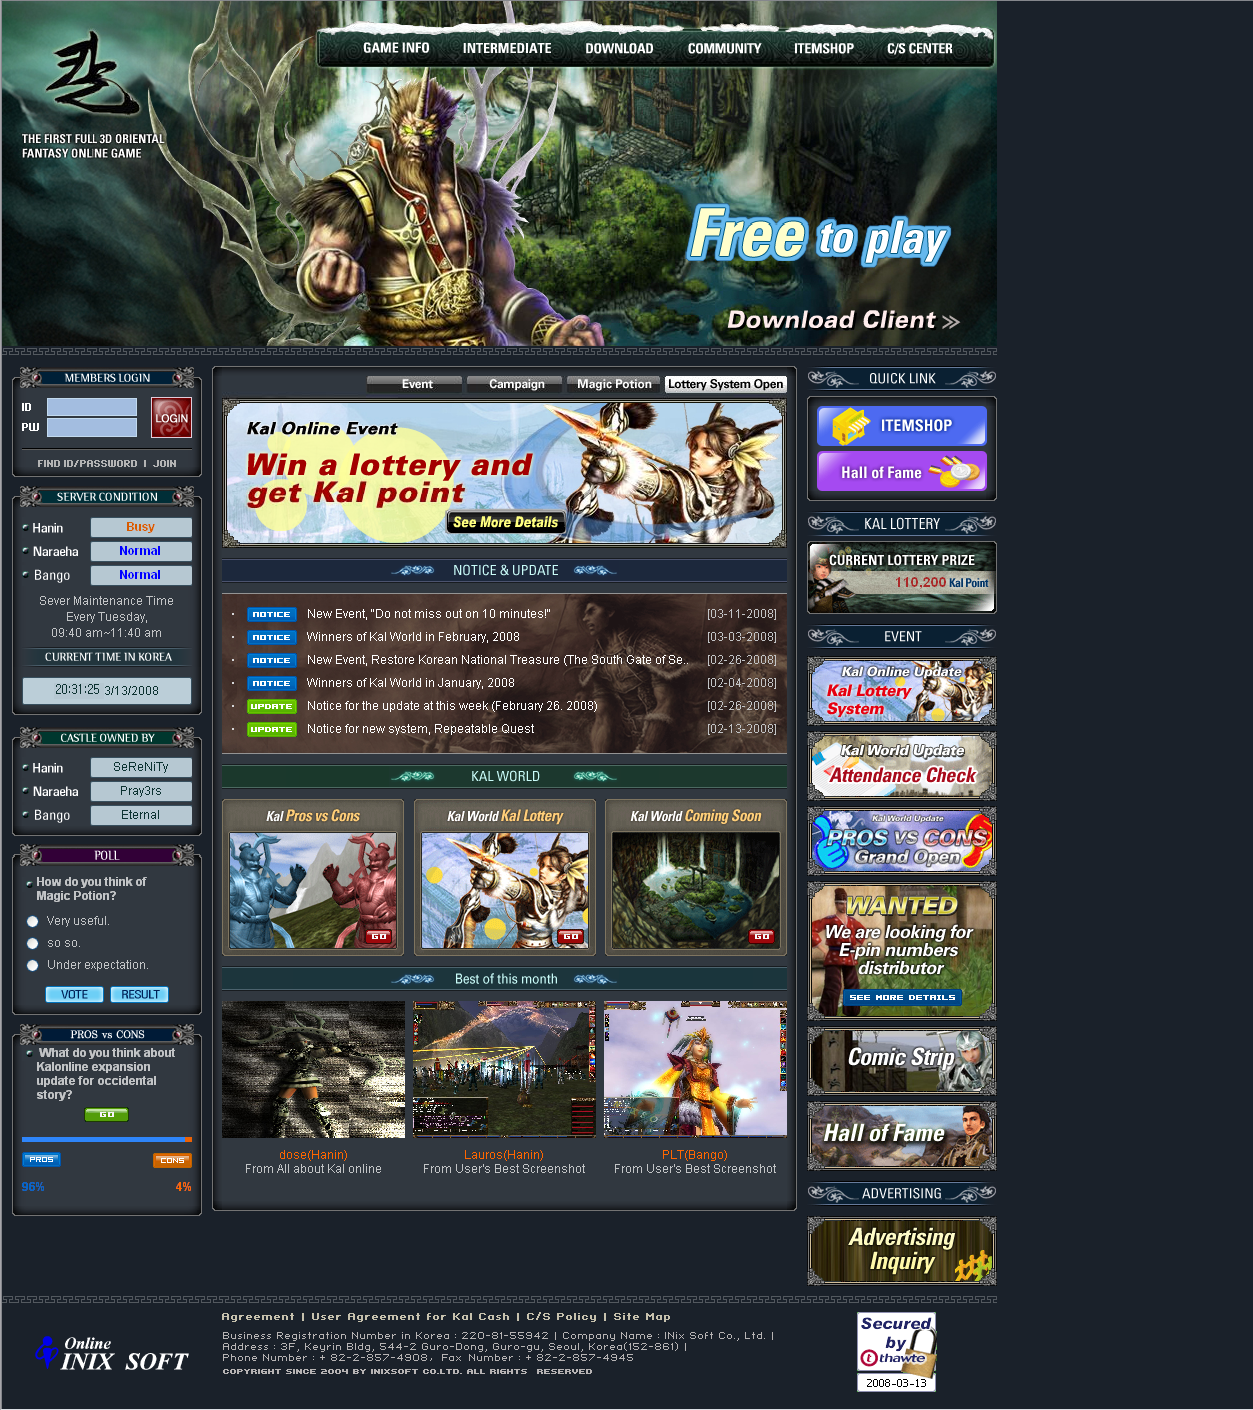 GAME INFO
INTERMEDIATE
DOWNLOAD
COMMUNITY
ITEMSHOP
C/S CENTER
THE FIRST FULL 3D ORIENTAL
FANTASY ONLINE GAME
Free to play
Download Client
MEMBERS LOGIN
ID
PW
LOGIN
FIND ID/PASSWORD | JOIN
SERVER CONDITION
Hanin Busy
Naraeha Normal
Bango Normal
Sever Maintenance Time
Every Tuesday,
09:40 am~11:40 am
CURRENT TIME IN KOREA
20:31:25 3/13/2008
CASTLE OWNED BY
Hanin SeReNiTy
Naraeha Pray3rs
Bango Eternal
POLL
How do you think of
Magic Potion?
Very useful.
so so.
Under expectation.
VOTE RESULT
PROS vs CONS
What do you think about
Kalonline expansion
update for occidental
story?
GO
PROS CONS
96% 4%
Event
Campaign
Magic Potion
Lottery System Open
Kal Online Event
Win a lottery and
get Kal point
See More Details
NOTICE & UPDATE
· NOTICE New Event, "Do not miss out on 10 minutes!" [03-11-2008]
· NOTICE Winners of Kal World in February, 2008 [03-03-2008]
· NOTICE New Event, Restore Korean National Treasure (The South Gate of Se.. [02-26-2008]
· NOTICE Winners of Kal World in January, 2008 [02-04-2008]
· UPDATE Notice for the update at this week (February 26. 2008) [02-26-2008]
· UPDATE Notice for new system, Repeatable Quest [02-13-2008]
KAL WORLD
Kal Pros vs Cons
GO
Kal World Kal Lottery
GO
Kal World Coming Soon
GO
Best of this month
dose(Hanin)
From All about Kal online
Lauros(Hanin)
From User's Best Screenshot
PLT(Bango)
From User's Best Screenshot
QUICK LINK
ITEMSHOP
Hall of Fame
KAL LOTTERY
CURRENT LOTTERY PRIZE
110,200 Kal Point
EVENT
Kal Online Update
Kal Lottery
System
Kal World Update
Attendance Check
Kal World Update
PROS VS CONS
Grand Open
WANTED
We are looking for
E-pin numbers
distributor
SEE MORE DETAILS
Comic Strip
Hall of Fame
ADVERTISING
Advertising
Inquiry
Online
INIX SOFT
Agreement | User Agreement for Kal Cash | C/S Policy | Site Map
Business Registration Number in Korea : 220-81-55942 | Company Name : INix Soft Co., Ltd. |
Address : 3F, Keyrin Bldg, 544-2 Guro-Dong, Guro-gu, Seoul, Korea(152-861) |
Phone Number : + 82-2-857-4908, Fax Number : + 82-2-857-4945
COPYRIGHT SINCE 2004 BY INIXSOFT CO.LTD. ALL RIGHTS RESERVED
Secured
by
thawte
2008-03-13